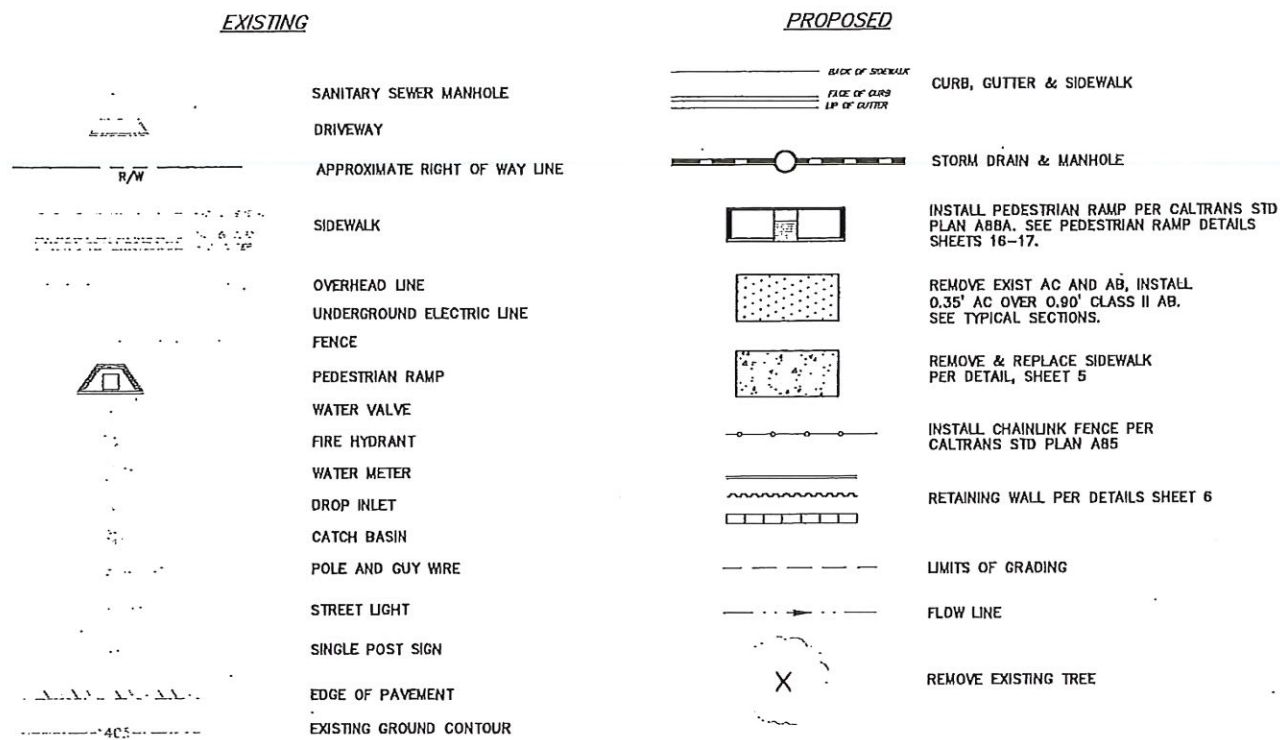 EXISTING
SANITARY SEWER MANHOLE
DRIVEWAY
R/W
APPROXIMATE RIGHT OF WAY LINE
SIDEWALK
OVERHEAD LINE
UNDERGROUND ELECTRIC LINE
FENCE
PEDESTRIAN RAMP
WATER VALVE
FIRE HYDRANT
WATER METER
DROP INLET
CATCH BASIN
POLE AND GUY WIRE
STREET LIGHT
SINGLE POST SIGN
EDGE OF PAVEMENT
405
EXISTING GROUND CONTOUR
PROPOSED
BACK OF SIDEWALK
FACE OF CURB
LIP OF GUTTER
CURB, GUTTER & SIDEWALK
STORM DRAIN & MANHOLE
INSTALL PEDESTRIAN RAMP PER CALTRANS STD
PLAN A88A. SEE PEDESTRIAN RAMP DETAILS
SHEETS 16-17.
REMOVE EXIST AC AND AB, INSTALL
0.35' AC OVER 0.90' CLASS II AB.
SEE TYPICAL SECTIONS.
REMOVE & REPLACE SIDEWALK
PER DETAIL, SHEET 5
INSTALL CHAINLINK FENCE PER
CALTRANS STD PLAN A85
RETAINING WALL PER DETAILS SHEET 6
LIMITS OF GRADING
FLOW LINE
X
REMOVE EXISTING TREE